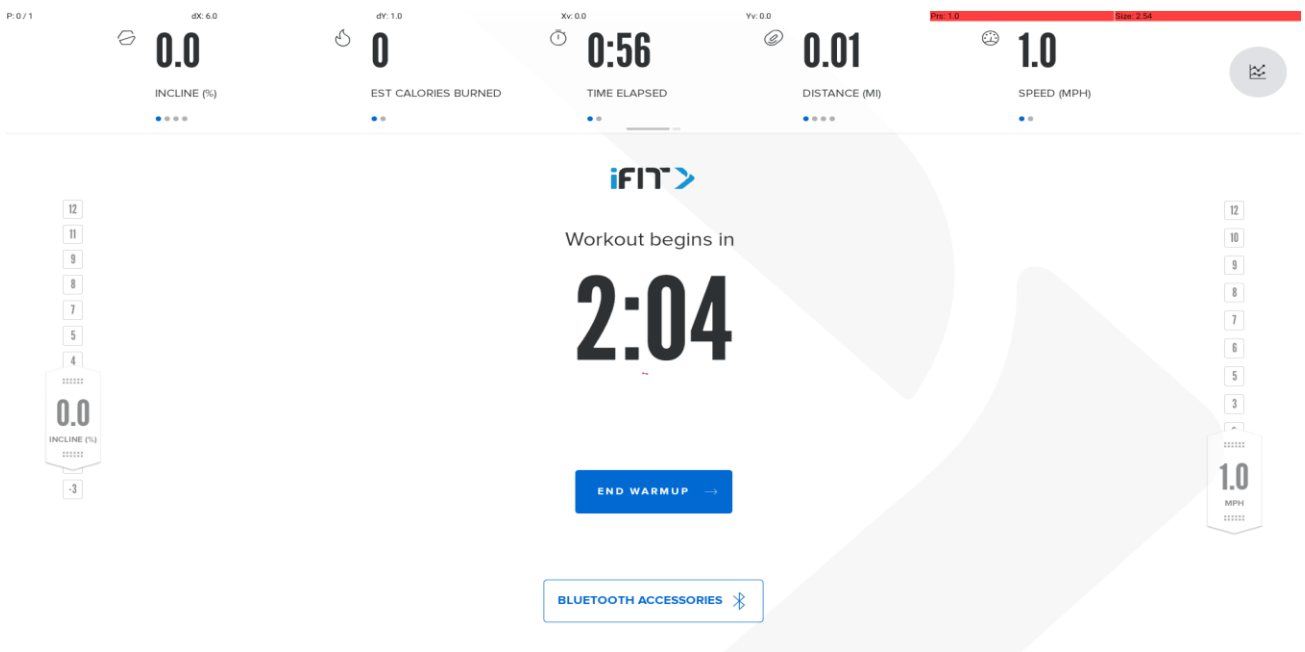 P: 0 / 1 dX: 6.0 dY: 1.0 Xv: 0.0 Yv: 0.0 Prs: 1.0 Size: 2.54
0.0 0 0:56 0.01 1.0
INCLINE (%) EST CALORIES BURNED TIME ELAPSED DISTANCE (MI) SPEED (MPH)
iFIT
Workout begins in
2:04
12
11
9
8
7
5
4
0.0
INCLINE (%)
-3
12
10
9
8
7
6
5
3
1.0
MPH
END WARMUP
BLUETOOTH ACCESSORIES